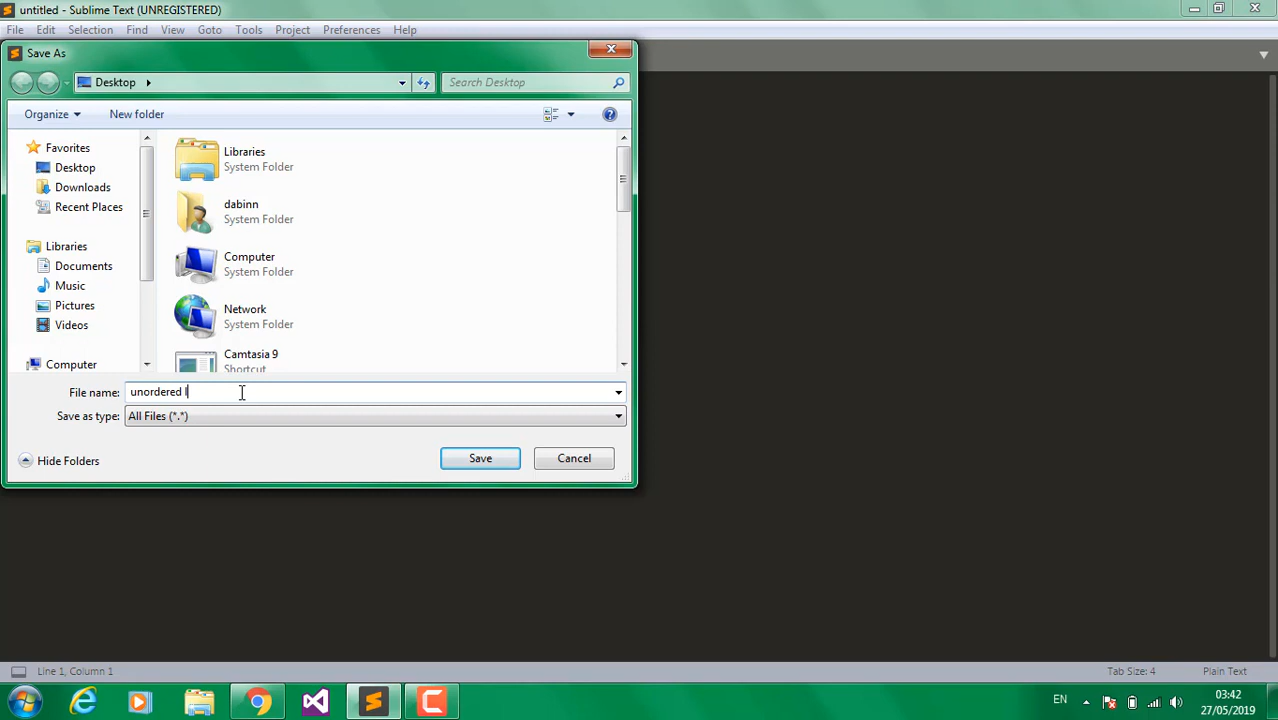 untitled - Sublime Text (UNREGISTERED)
File Edit Selection Find View Goto Tools Project Preferences Help
Save As
Desktop
Search Desktop
Organize New folder
Favorites
Desktop
Downloads
Recent Places
Libraries
Documents
Music
Pictures
Videos
Computer
Libraries
System Folder
dabinn
System Folder
Computer
System Folder
Network
System Folder
Camtasia 9
Shortcut
File name: unordered l
Save as type: All Files (*.*)
Hide Folders Save Cancel
Line 1, Column 1 Tab Size: 4 Plain Text
EN 03:42
27/05/2019